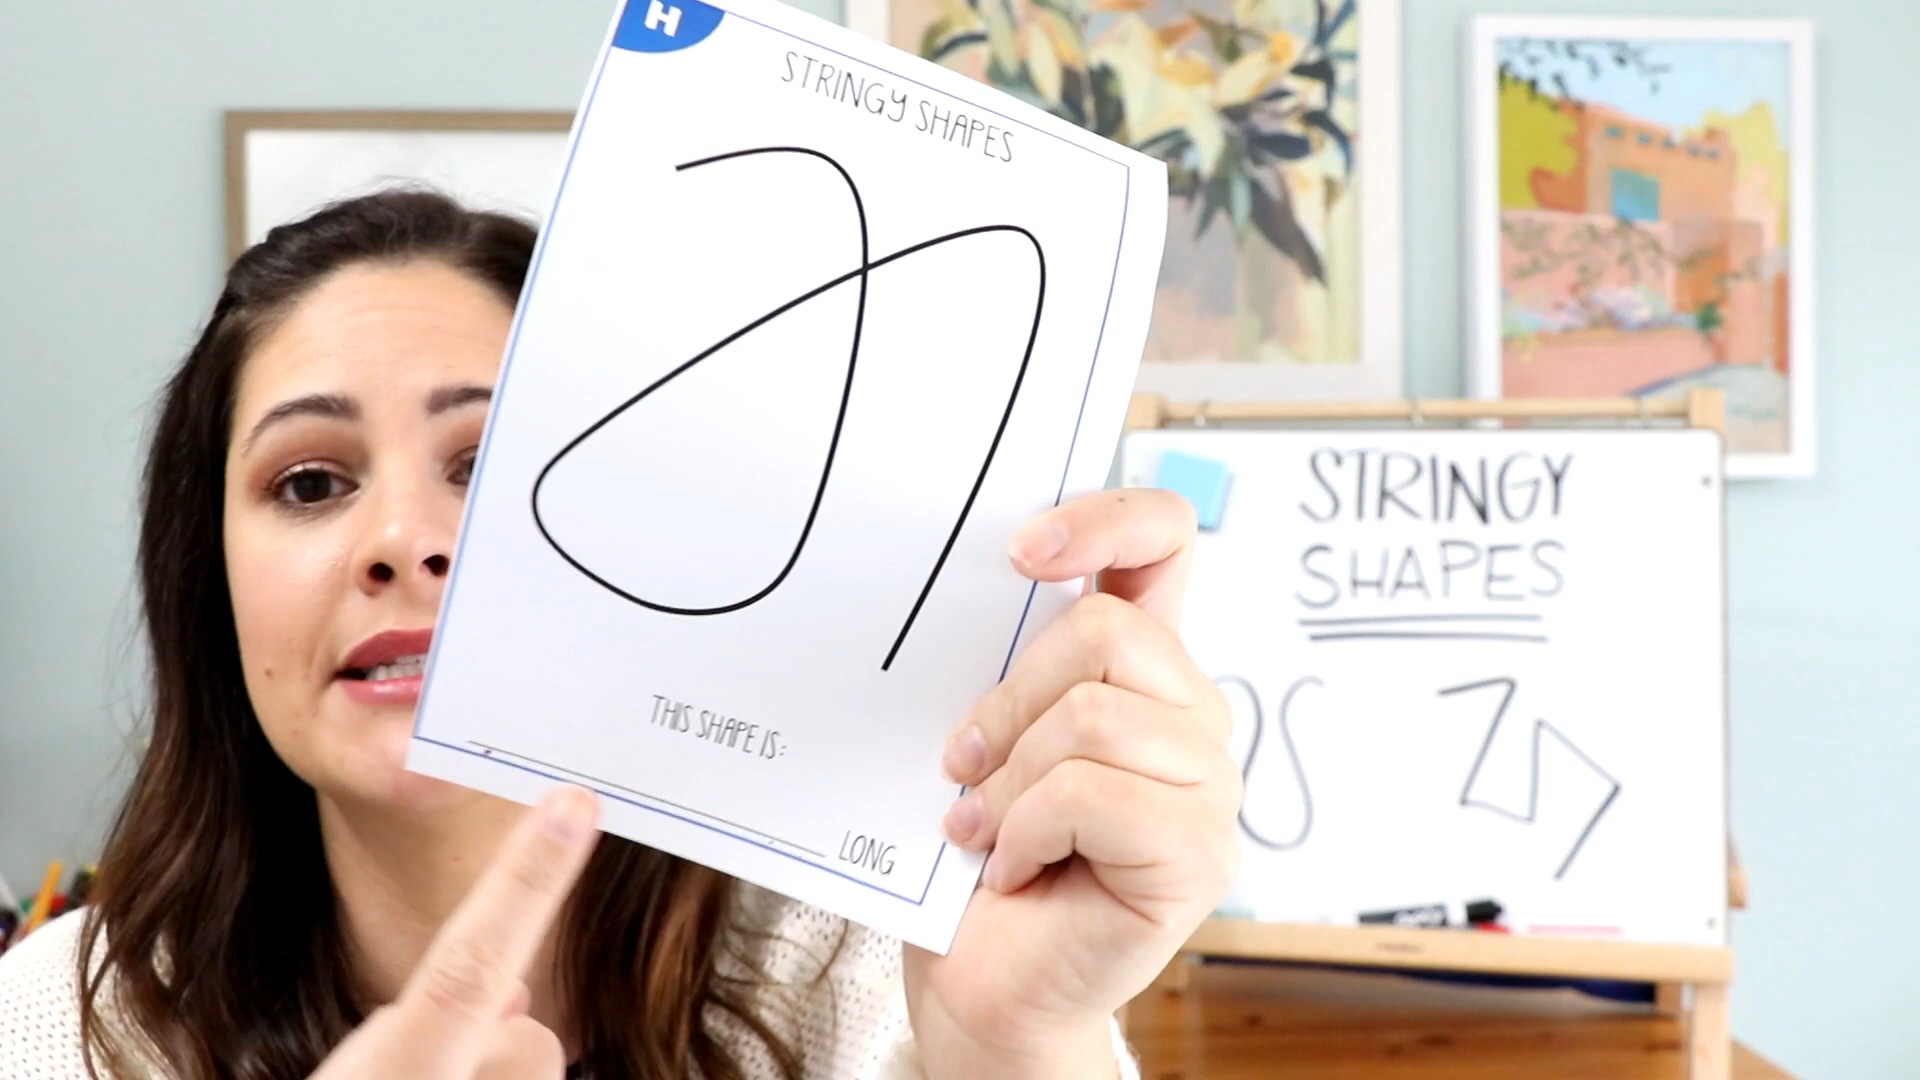 H
STRINGY SHAPES
THIS SHAPE IS:
LONG
STRINGY
SHAPES